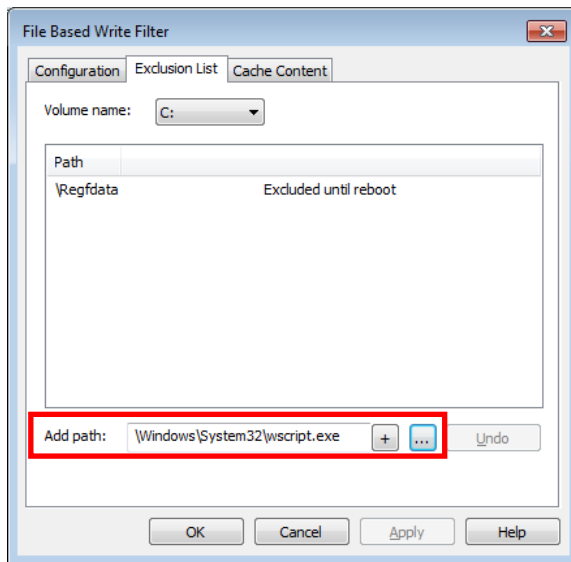 File Based Write Filter
Configuration Exclusion List Cache Content
Volume name: C:
Path
\Regfdata Excluded until reboot
Add path: \Windows\System32\wscript.exe + ... Undo
OK Cancel Apply Help